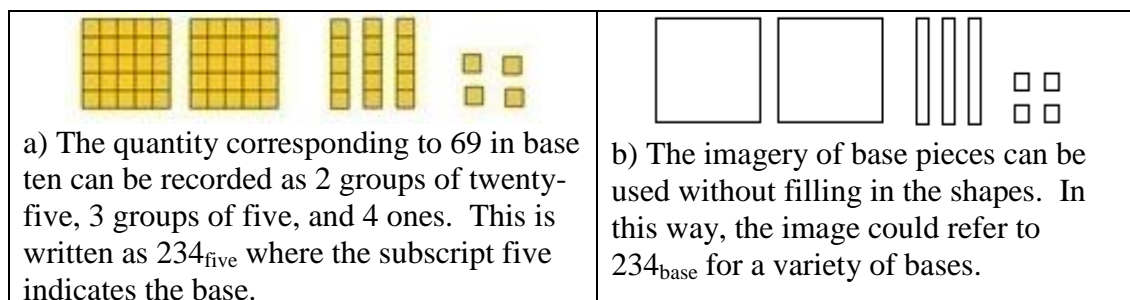 a) The quantity corresponding to 69 in base
ten can be recorded as 2 groups of twenty-
five, 3 groups of five, and 4 ones.  This is
written as 234five where the subscript five
indicates the base.
b) The imagery of base pieces can be
used without filling in the shapes.  In
this way, the image could refer to
234base for a variety of bases.